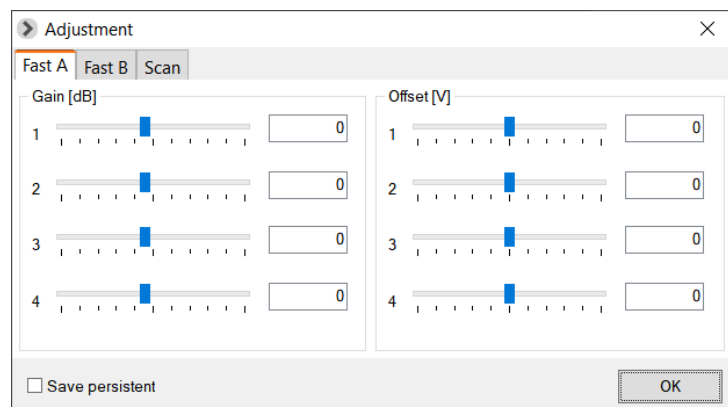 Adjustment
Fast A Fast B Scan
Gain [dB] Offset [V]
1 0 1 0
2 0 2 0
3 0 3 0
4 0 4 0
Save persistent OK